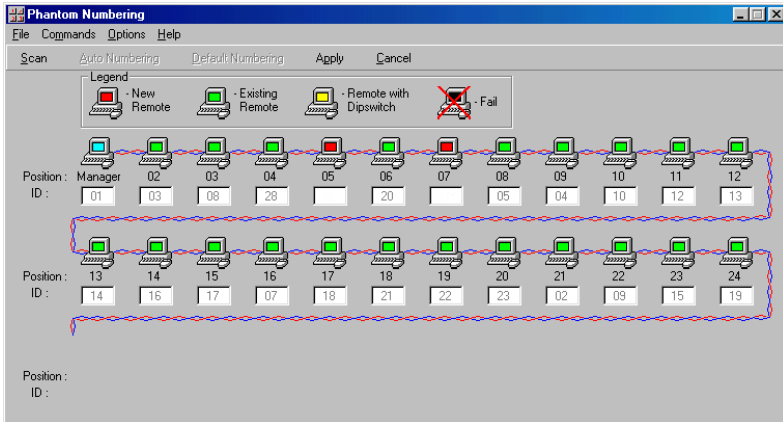 Phantom Numbering
File Commands Options Help
Scan Auto Numbering Default Numbering Apply Cancel
Legend
- New Remote
- Existing Remote
- Remote with Dipswitch
- Fail
Position : Manager 02 03 04 05 06 07 08 09 10 11 12
ID : 01 03 08 28 20 05 04 10 12 13
Position : 13 14 15 16 17 18 19 20 21 22 23 24
ID : 14 16 17 07 18 21 22 23 02 09 15 19
Position :
ID :